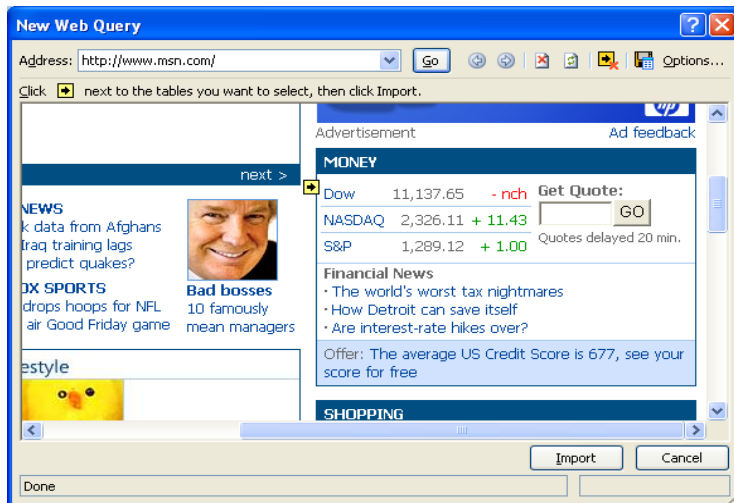 New Web Query
Address: http://www.msn.com/ Go Options...
Click next to the tables you want to select, then click Import.
hp
Advertisement Ad feedback
next >
NEWS
k data from Afghans
Iraq training lags
predict quakes?
OX SPORTS
drops hoops for NFL
air Good Friday game
Bad bosses
10 famously
mean managers
estyle
MONEY
Dow 11,137.65 - nch
NASDAQ 2,326.11 + 11.43
S&P 1,289.12 + 1.00
Get Quote:
GO
Quotes delayed 20 min.
Financial News
· The world's worst tax nightmares
· How Detroit can save itself
· Are interest-rate hikes over?
Offer: The average US Credit Score is 677, see your
score for free
SHOPPING
Import Cancel
Done